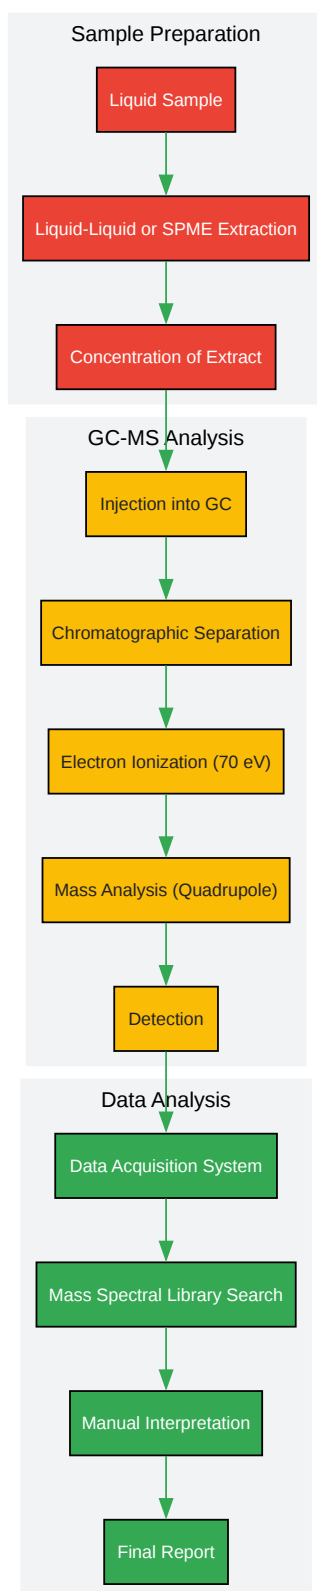 Sample Preparation
Liquid Sample
Liquid-Liquid or SPME Extraction
Concentration of Extract
GC-MS Analysis
Injection into GC
Chromatographic Separation
Electron Ionization (70 eV)
Mass Analysis (Quadrupole)
Detection
Data Analysis
Data Acquisition System
Mass Spectral Library Search
Manual Interpretation
Final Report